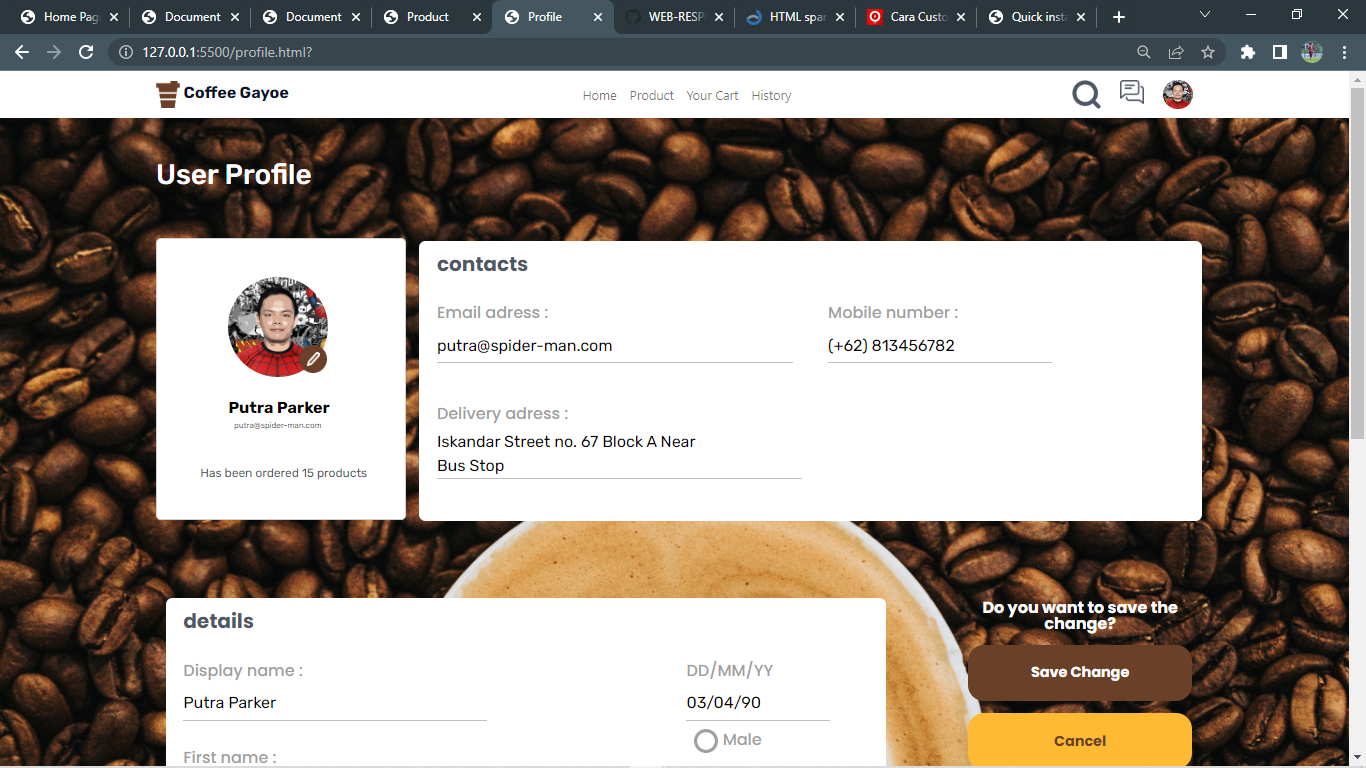 Home Pag
Document
Document
Product
Profile
WEB-RESP
HTML spar
Cara Custo
Quick insta
127.0.0.1:5500/profile.html?
Coffee Gayoe
Home
Product
Your Cart
History
User Profile
Putra Parker
putra@spider-man.com
Has been ordered 15 products
contacts
Email adress :
Mobile number :
putra@spider-man.com
(+62) 813456782
Delivery adress :
Iskandar Street no. 67 Block A Near
Bus Stop
details
Display name :
DD/MM/YY
Putra Parker
03/04/90
Male
First name :
Do you want to save the
change?
Save Change
Cancel